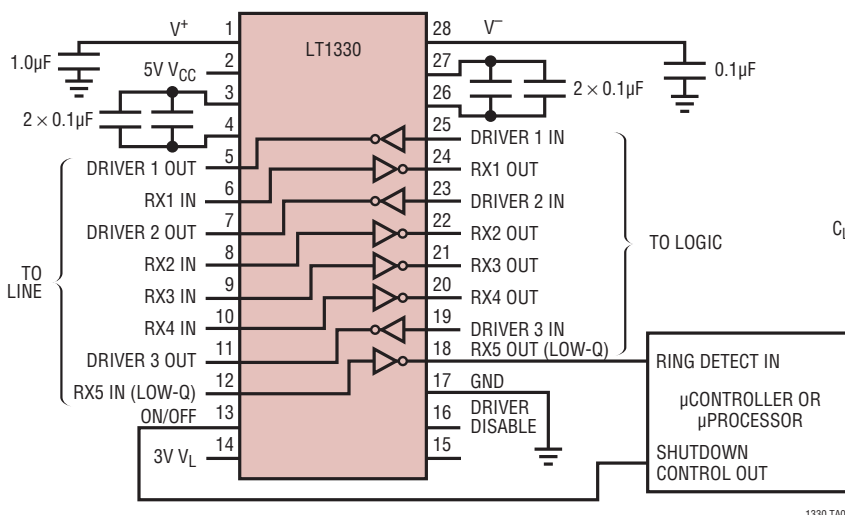 LT1330
V+
1
1.0µF
5V VCC
2
3
2 × 0.1µF
4
DRIVER 1 OUT
5
RX1 IN
6
DRIVER 2 OUT
7
RX2 IN
8
RX3 IN
9
RX4 IN
10
DRIVER 3 OUT
11
RX5 IN (LOW-Q)
12
ON/OFF
13
3V VL
14
TO
LINE
28
V–
0.1µF
27
2 × 0.1µF
26
25
DRIVER 1 IN
24
RX1 OUT
23
DRIVER 2 IN
22
RX2 OUT
21
RX3 OUT
20
RX4 OUT
19
DRIVER 3 IN
18
RX5 OUT (LOW-Q)
17
GND
16
DRIVER
DISABLE
15
TO LOGIC
RING DETECT IN
µCONTROLLER OR
µPROCESSOR
SHUTDOWN
CONTROL OUT
CL